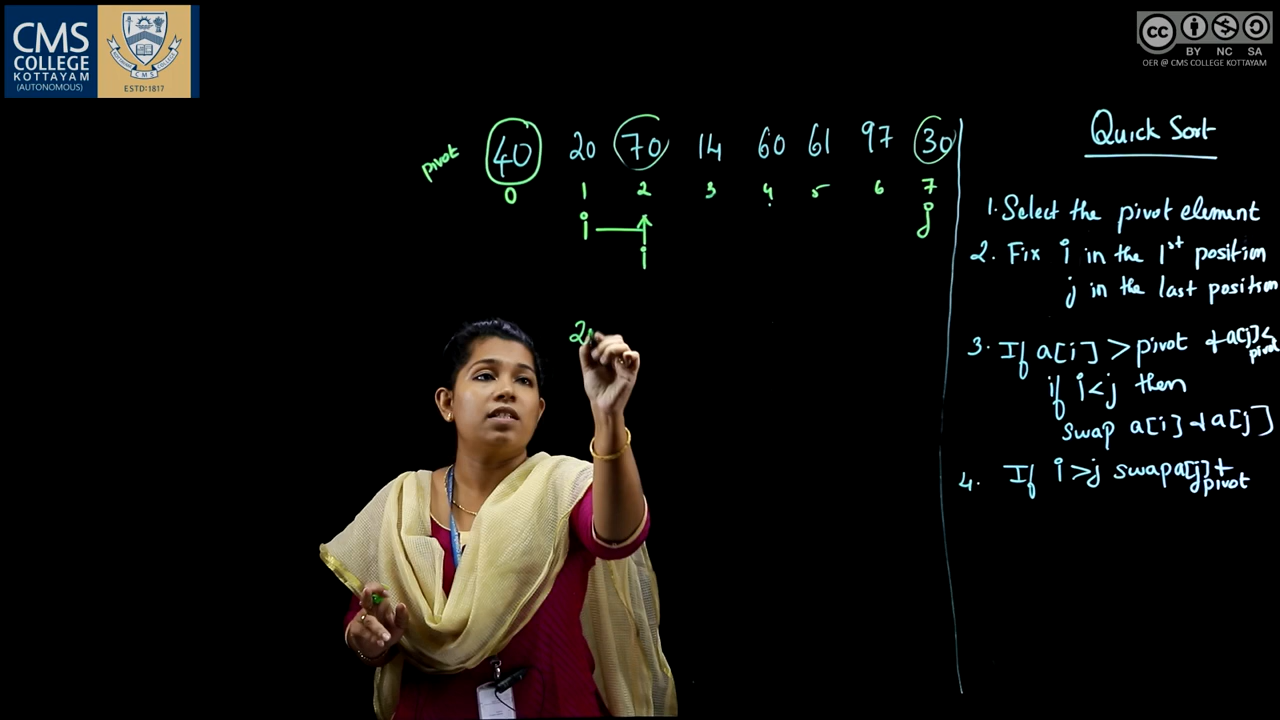 CMS
COLLEGE
KOTTAYAM
(AUTONOMOUS)
CMS
ESTD:1817
CC
BY NC SA
OER @ CMS COLLEGE KOTTAYAM
pivot 40 20 70 14 60 61 97 30
0 1 2 3 4 5 6 7
i j
i
Quick Sort
1. Select the pivot element
2. Fix i in the 1st position
j in the last position
3. If a[i] > pivot + a[j]<
pivot
if i<j then
swap a[i] + a[j]
4. If i>j swap a[j] +
pivot